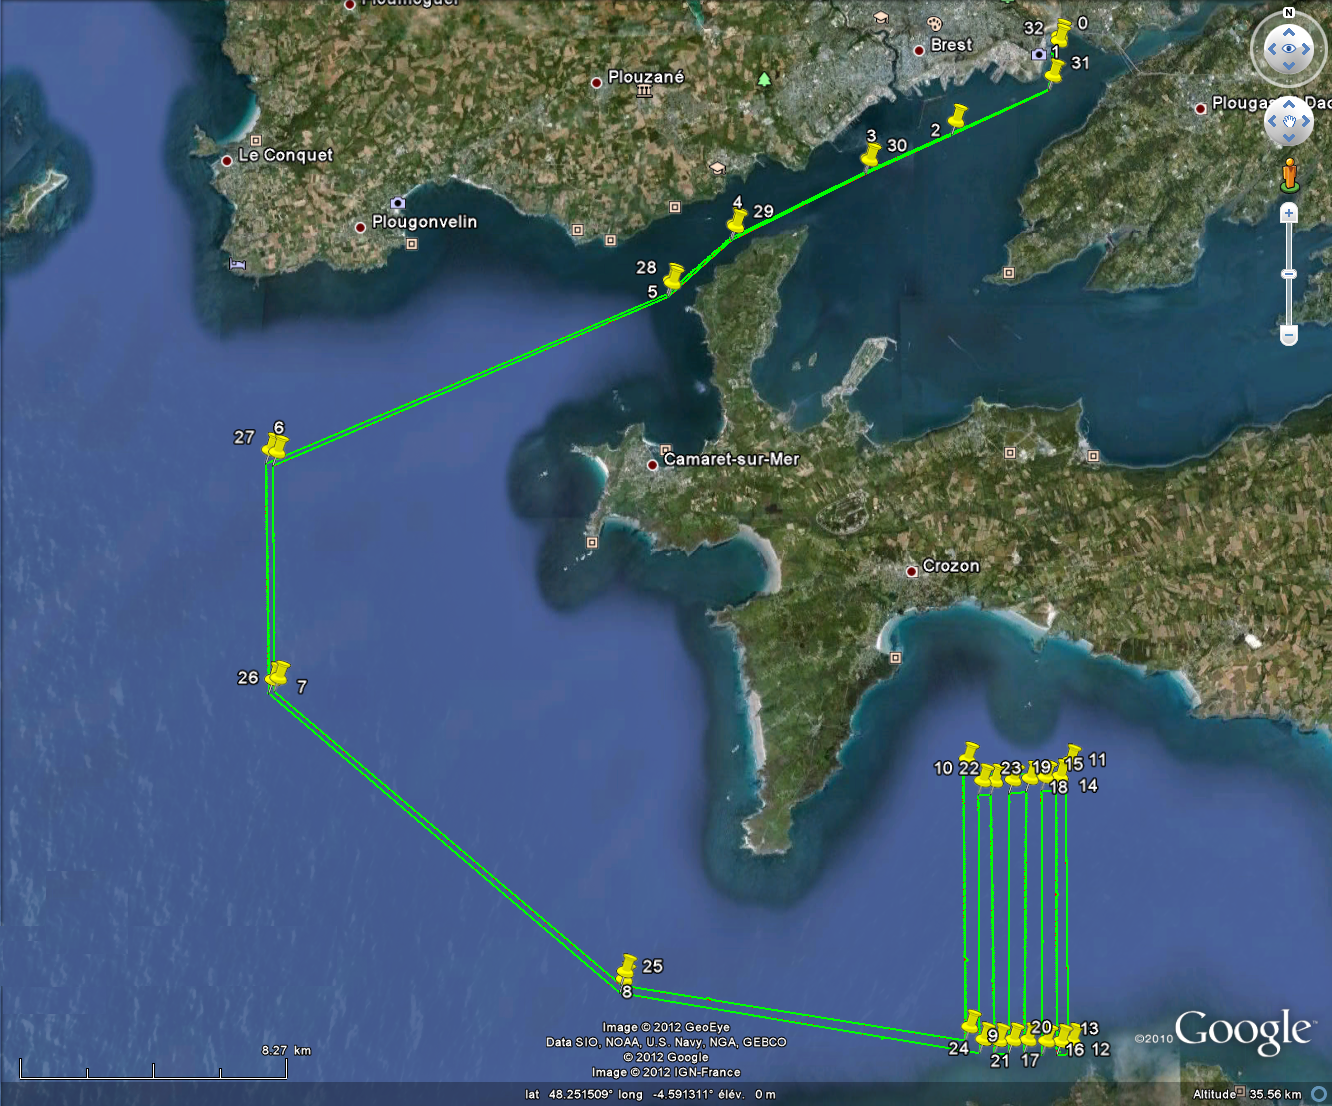 Ploumoguer
32
0
N
Brest
1
31
Plouzané
2
Plougas
Dao
3
30
Le Conquet
4
29
Plougonvelin
28
5
27
6
Camaret-sur-Mer
Crozon
26
7
10 22 23 19 15 11
18 14
25
8
9 20 13
24 21 17 16 12
©2010 Google
Image © 2012 GeoEye
Data SIO, NOAA, U.S. Navy, NGA, GEBCO
© 2012 Google
Image © 2012 IGN-France
8.27 km
lat 48.251509° long -4.591311° élév. 0 m
Altitude 35.56 km